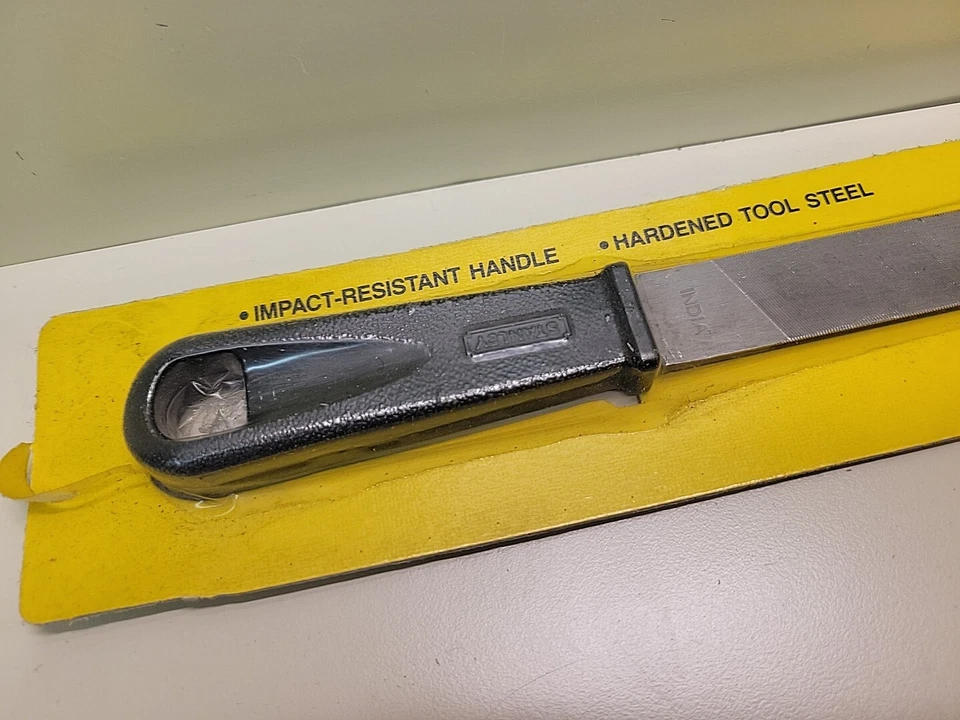 • IMPACT-RESISTANT HANDLE
• HARDENED TOOL STEEL
STANLEY
INDIA